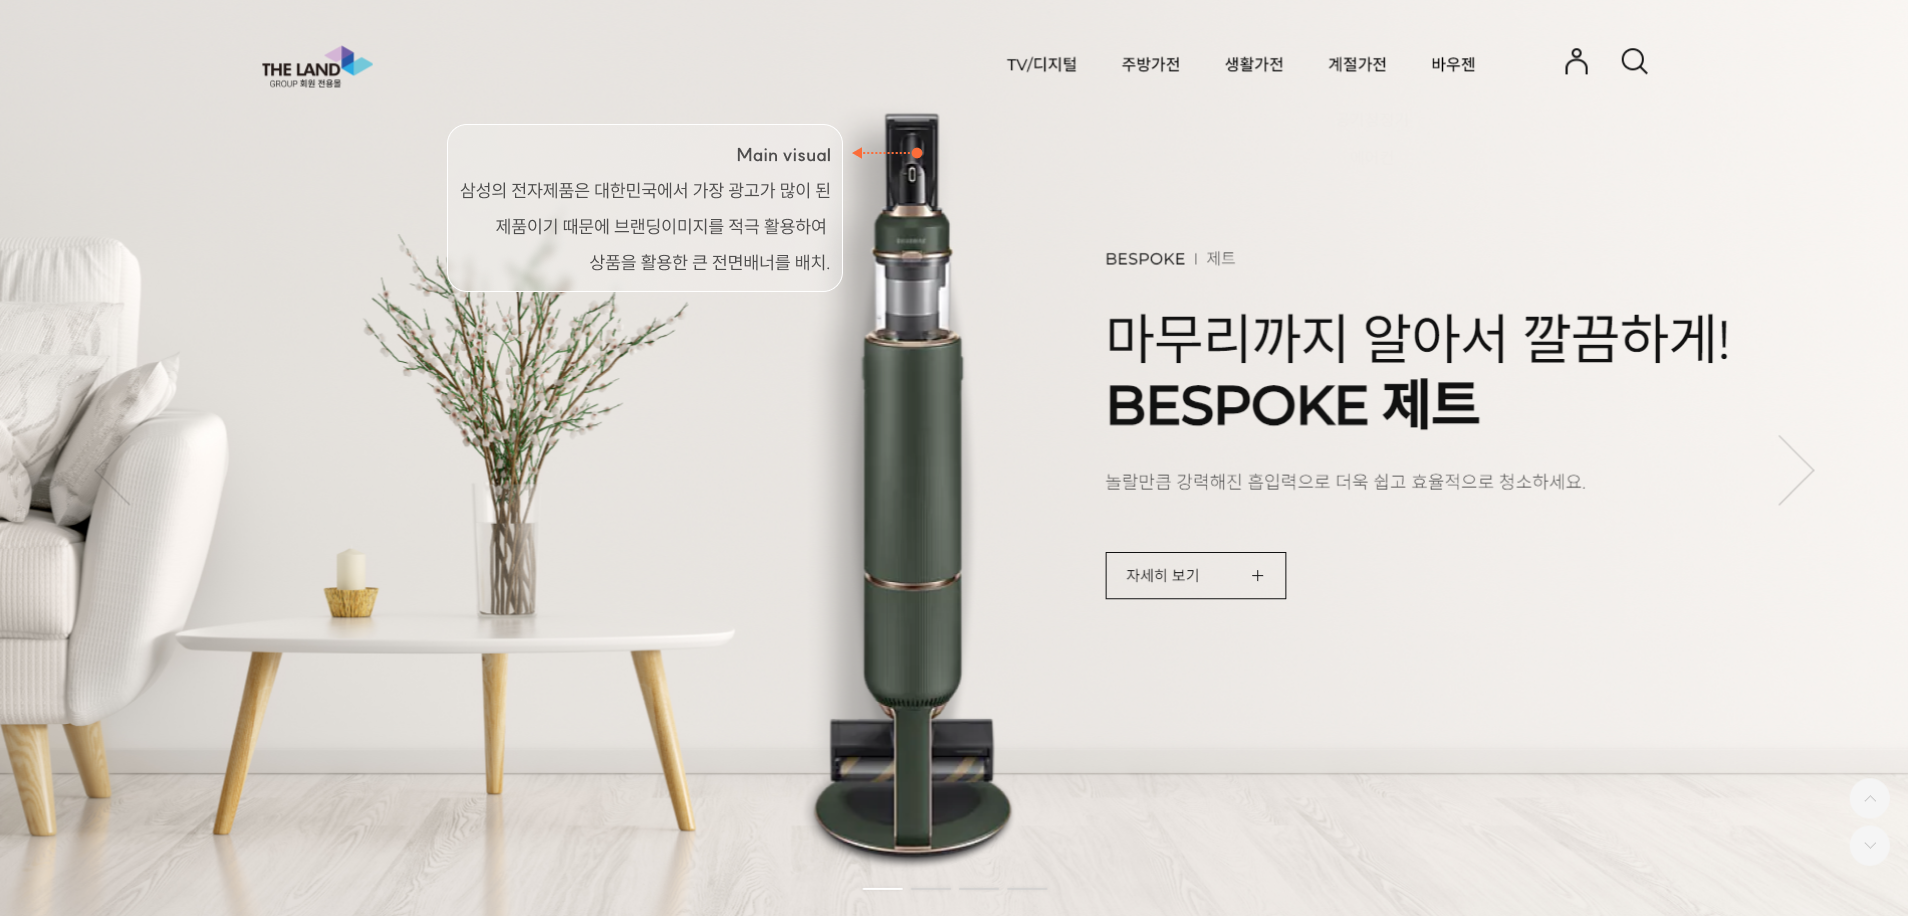 THE LAND
GROUP 회원 전용몰
TV/디지털
주방가전
생활가전
계절가전
바우젠
Main visual
삼성의 전자제품은 대한민국에서 가장 광고가 많이 된
제품이기 때문에 브랜딩이미지를 적극 활용하여
상품을 활용한 큰 전면배너를 배치.
BESPOKE | 제트
마무리까지 알아서 깔끔하게!
BESPOKE 제트
놀랄만큼 강력해진 흡입력으로 더욱 쉽고 효율적으로 청소하세요.
자세히 보기 +